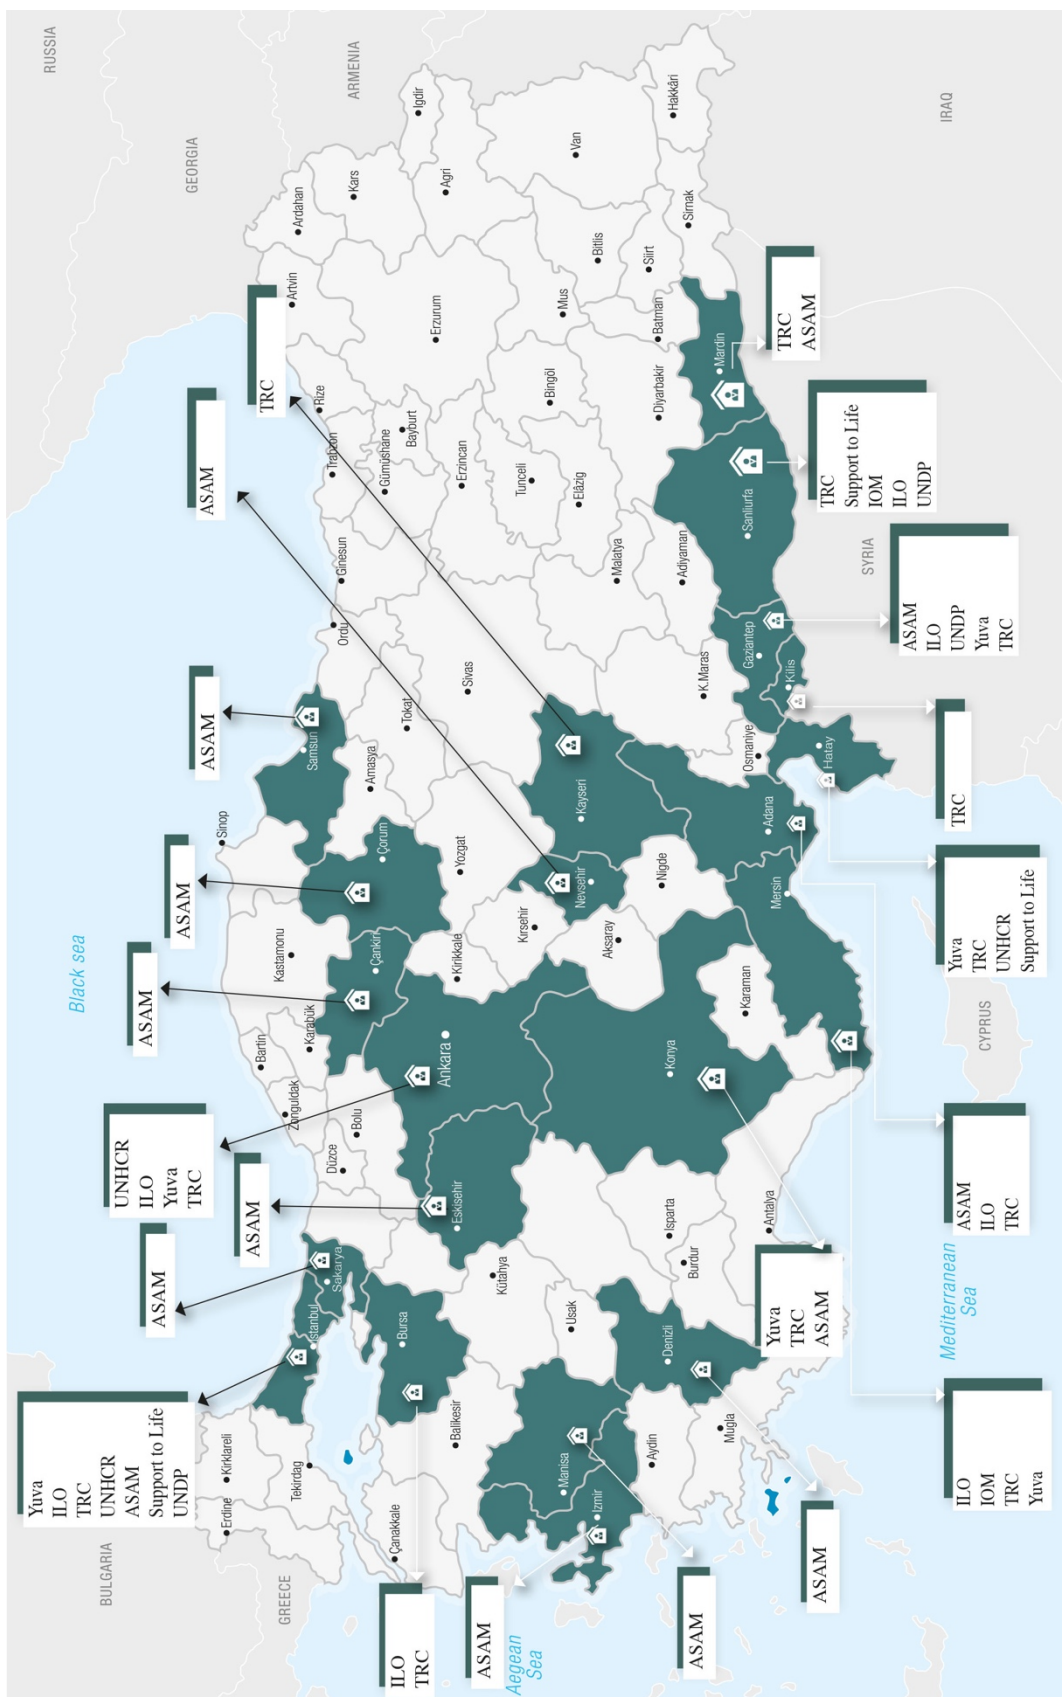 BULGARIA
GREECE
RUSSIA
GEORGIA
ARMENIA
IRAQ
SYRIA
CYPRUS
Black sea
Aegean
Sea
Mediterranean
Sea
Yuva
ILO
TRC
UNHCR
ASAM
Support to Life
UNDP
ASAM
UNHCR
ILO
Yuva
TRC
ASAM
ASAM
ASAM
ASAM
ASAM
TRC
ILO
TRC
ASAM
ASAM
ASAM
Yuva
TRC
ASAM
ILO
IOM
TRC
Yuva
ASAM
ILO
TRC
Yuva
TRC
UNHCR
Support to Life
TRC
ASAM
ILO
UNDP
Yuva
TRC
TRC
Support to Life
IOM
ILO
UNDP
TRC
ASAM
Erdine
Kirklareli
Tekirdag
Istanbul
Sakarya
Düzce
Zonguldak
Bolu
Bartin
Karabük
Kastamonu
Çankiri
Sinop
Çorum
Samsun
Amasya
Tokat
Ordu
Ginesun
Gümüshane
Trabzon
Bayburt
Rize
Artvin
Ardahan
Kars
Igdir
Agri
Çanakkale
Balikesir
Bursa
Kütahya
Eskisehir
Ankara
Kirikkale
Yozgat
Sivas
Erzincan
Erzurum
Manisa
Izmir
Usak
Kırsehir
Nevsehir
Kayseri
Malatya
Elâzig
Tunceli
Bingöl
Mus
Bitlis
Van
Aydin
Denizli
Mugla
Burdur
Isparta
Antalya
Konya
Aksaray
Nigde
Karaman
Mersin
Adana
Osmaniye
K.Maras
Hatay
Kilis
Gaziantep
Adiyaman
Sanliurfa
Diyarbakir
Mardin
Batman
Siirt
Sirnak
Hakkâri